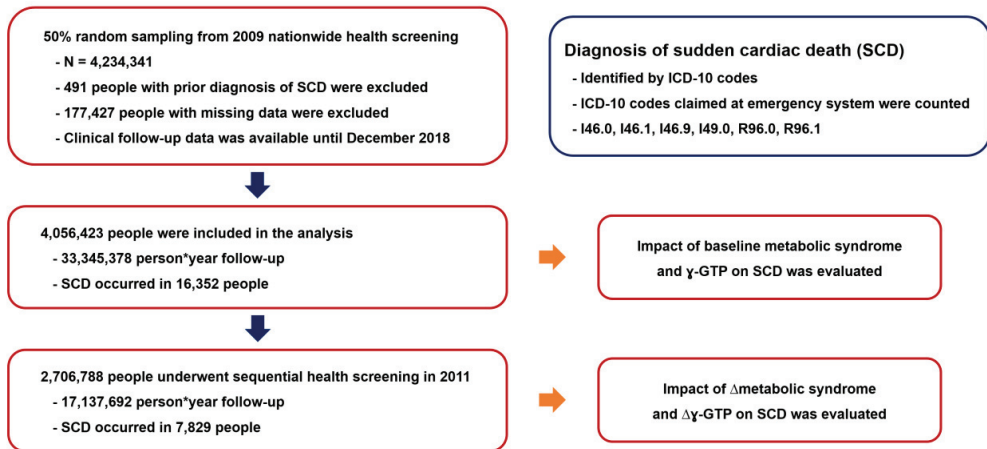 50% random sampling from 2009 nationwide health screening
- N = 4,234,341
- 491 people with prior diagnosis of SCD were excluded
- 177,427 people with missing data were excluded
- Clinical follow-up data was available until December 2018
Diagnosis of sudden cardiac death (SCD)
- Identified by ICD-10 codes
- ICD-10 codes claimed at emergency system were counted
- I46.0, I46.1, I46.9, I49.0, R96.0, R96.1
4,056,423 people were included in the analysis
- 33,345,378 person*year follow-up
- SCD occurred in 16,352 people
Impact of baseline metabolic syndrome
and ɣ-GTP on SCD was evaluated
2,706,788 people underwent sequential health screening in 2011
- 17,137,692 person*year follow-up
- SCD occurred in 7,829 people
Impact of Δmetabolic syndrome
and Δɣ-GTP on SCD was evaluated